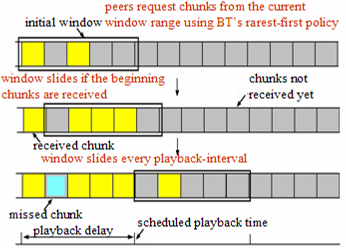 peers request chunks from the current
initial window
window range using BT's rarest-first policy
window slides if the beginning
chunks are received
chunks not
received yet
received chunk
window slides every playback-interval
missed chunk
scheduled playback time
playback delay